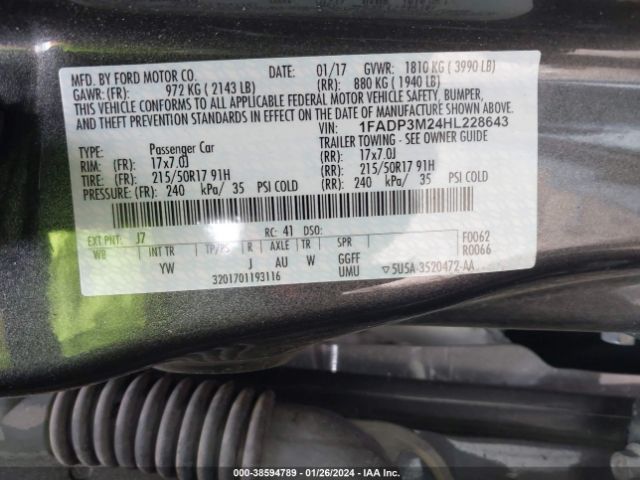 MFD. BY FORD MOTOR CO.
DATE: 01/17 GVWR: 1810 KG ( 3990 LB)
GAWR: (FR): 972 KG ( 2143 LB) (RR): 880 KG ( 1940 LB)
THIS VEHICLE CONFORMS TO ALL APPLICABLE FEDERAL MOTOR VEHICLE SAFETY, BUMPER,
AND THEFT PREVENTION STANDARDS IN EFFECT ON THE DATE OF MANUFACTURE SHOWN ABOVE.
VIN: 1FADP3M24HL228643
TYPE: Passenger Car TRAILER TOWING - SEE OWNER GUIDE
RIM: (FR): 17x7.0J (RR): 17x7.0J
TIRE: (FR): 215/50R17 91H (RR): 215/50R17 91H
PRESSURE: (FR): 240 kPa/ 35 PSI COLD (RR): 240 kPa/ 35 PSI COLD
EXT PNT: J7 RC: 41 DSO: F0062
WB INT TR TP/PS R AXLE TR SPR R0066
YW J AU W GGFF
UMU
3201701193116 5U5A-3520472-AA
000-38594789 - 01/26/2024 - IAA Inc.